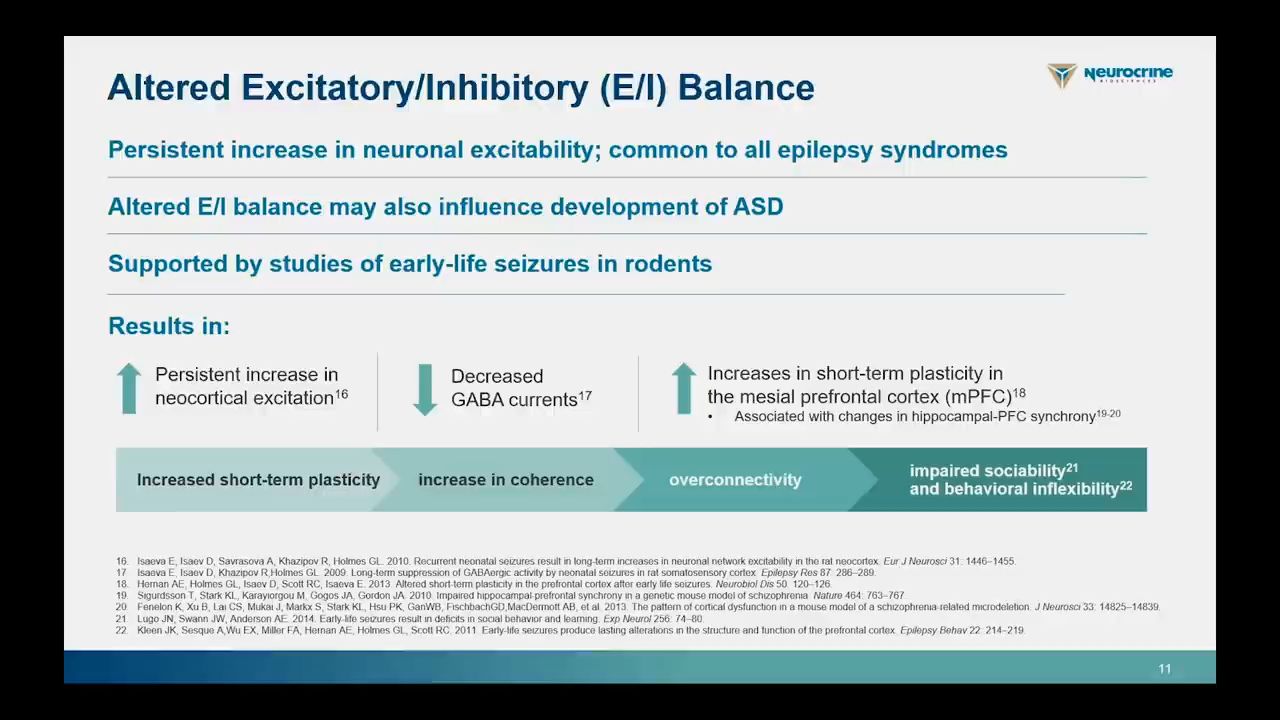 Altered Excitatory/Inhibitory (E/I) Balance
Neurocrine
BIOSCIENCES
Persistent increase in neuronal excitability; common to all epilepsy syndromes
Altered E/I balance may also influence development of ASD
Supported by studies of early-life seizures in rodents
Results in:
Persistent increase in
neocortical excitation16
Decreased
GABA currents17
Increases in short-term plasticity in
the mesial prefrontal cortex (mPFC)18
• Associated with changes in hippocampal-PFC synchrony19-20
Increased short-term plasticity
increase in coherence
overconnectivity
impaired sociability21
and behavioral inflexibility22
16. Isaeva E, Isaev D, Savrasova A, Khazipov R, Holmes GL. 2010. Recurrent neonatal seizures result in long-term increases in neuronal network excitability in the rat neocortex. Eur J Neurosci 31: 1446–1455.
17. Isaeva E, Isaev D, Khazipov R,Holmes GL. 2009. Long-term suppression of GABAergic activity by neonatal seizures in rat somatosensory cortex. Epilepsy Res 87: 286–289.
18. Hernan AE, Holmes GL, Isaev D, Scott RC, Isaeva E. 2013. Altered short-term plasticity in the prefrontal cortex after early life seizures. Neurobiol Dis 50: 120–126.
19. Sigurdsson T, Stark KL, Karayiorgou M, Gogos JA, Gordon JA. 2010. Impaired hippocampal-prefrontal synchrony in a genetic mouse model of schizophrenia. Nature 464: 763–767.
20. Fenelon K, Xu B, Lai CS, Mukai J, Markx S, Stark KL, Hsu PK, GanWB, FischbachGD,MacDermott AB, et al. 2013. The pattern of cortical dysfunction in a mouse model of a schizophrenia-related microdeletion. J Neurosci 33: 14825–14839.
21. Lugo JN, Swann JW, Anderson AE. 2014. Early-life seizures result in deficits in social behavior and learning. Exp Neurol 256: 74–80.
22. Kleen JK, Sesque A,Wu EX, Miller FA, Hernan AE, Holmes GL, Scott RC. 2011. Early-life seizures produce lasting alterations in the structure and function of the prefrontal cortex. Epilepsy Behav 22: 214–219.
11